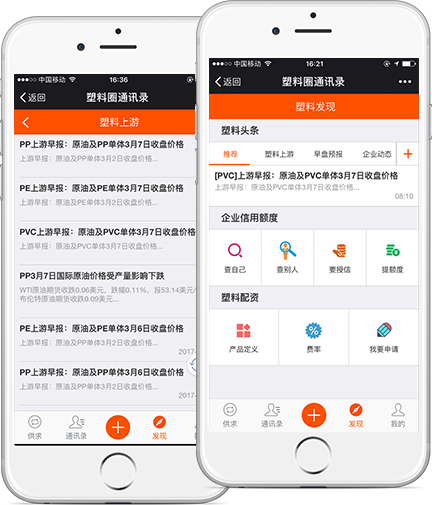 中国移动
16:36
返回
塑料圈通讯录
塑料上游
PP上游早报：原油及PP单体3月7日收盘价格
上游早报：原油及PP单体3月2日收盘价格...
PE上游早报：原油及PE单体3月7日收盘价格
上游早报：原油及PE单体3月2日收盘价格...
PVC上游早报：原油及PVC单体3月7日收盘价格
上游早报：原油及PVC单体3月7日收盘价格...
PP3月7日国际原油价格受产量影响下跌
WTI原油期货收跌0.06美元，跌幅0.11%，报53.14美元/
布伦特原油期货收跌0.09美元...
PE上游早报：原油及PE单体3月6日收盘价格
上游早报：原油及PE单体3月2日收盘价格...
2017-
PP上游早报：原油及PP单体3月6日收盘价格
上游早报：原油及PP单体3月2日收盘价格...
2017-
供求
通讯录
发现
中国移动
16:21
返回
塑料圈通讯录
塑料发现
塑料头条
推荐
塑料上游
早盘预报
企业动态
[PVC]上游早报：原油及PVC单体3月7日收盘价格
上游早报：原油及PVC单体3月7日收盘价格...
08:10
企业信用额度
查自己
查别人
要授信
提额度
塑料配资
产品定义
费率
我要申请
供求
通讯录
发现
我的